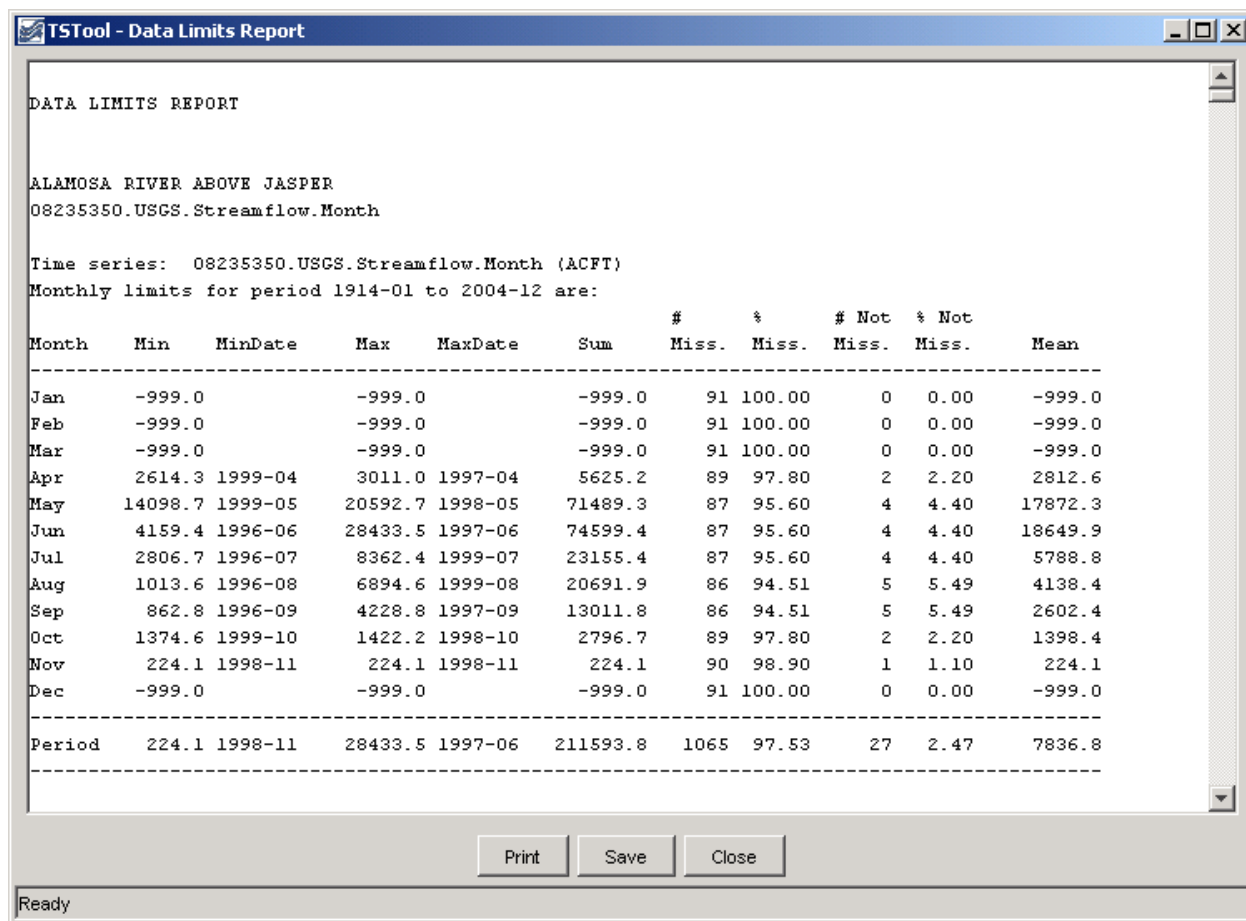 TSTool - Data Limits Report
DATA LIMITS REPORT
ALAMOSA RIVER ABOVE JASPER
08235350.USGS.Streamflow.Month
Time series:  08235350.USGS.Streamflow.Month (ACFT)
Monthly limits for period 1914-01 to 2004-12 are:
# % # Not % Not
Month Min MinDate Max MaxDate Sum Miss. Miss. Miss. Miss. Mean
--------------------------------------------------------------------------------------------
Jan -999.0 -999.0 -999.0 91 100.00 0 0.00 -999.0
Feb -999.0 -999.0 -999.0 91 100.00 0 0.00 -999.0
Mar -999.0 -999.0 -999.0 91 100.00 0 0.00 -999.0
Apr 2614.3 1999-04 3011.0 1997-04 5625.2 89 97.80 2 2.20 2812.6
May 14098.7 1999-05 20592.7 1998-05 71489.3 87 95.60 4 4.40 17872.3
Jun 4159.4 1996-06 28433.5 1997-06 74599.4 87 95.60 4 4.40 18649.9
Jul 2806.7 1996-07 8362.4 1999-07 23155.4 87 95.60 4 4.40 5788.8
Aug 1013.6 1996-08 6894.6 1999-08 20691.9 86 94.51 5 5.49 4138.4
Sep 862.8 1996-09 4228.8 1997-09 13011.8 86 94.51 5 5.49 2602.4
Oct 1374.6 1999-10 1422.2 1998-10 2796.7 89 97.80 2 2.20 1398.4
Nov 224.1 1998-11 224.1 1998-11 224.1 90 98.90 1 1.10 224.1
Dec -999.0 -999.0 -999.0 91 100.00 0 0.00 -999.0
--------------------------------------------------------------------------------------------
Period 224.1 1998-11 28433.5 1997-06 211593.8 1065 97.53 27 2.47 7836.8
--------------------------------------------------------------------------------------------
Print Save Close
Ready